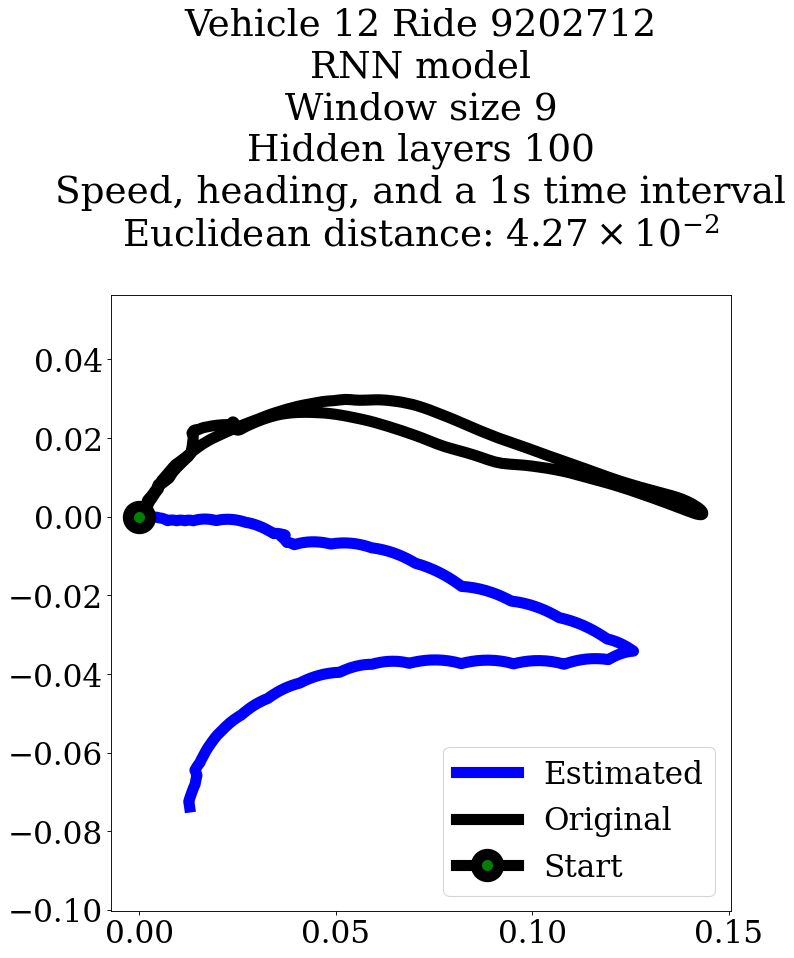 Vehicle 12 Ride 9202712
RNN model
Window size 9
Hidden layers 100
Speed, heading, and a 1s time interval
Euclidean distance: 4.27 × 10⁻²
0.04
0.02
0.00
−0.02
−0.04
−0.06
−0.08
−0.10
Estimated
Original
Start
0.00 0.05 0.10 0.15